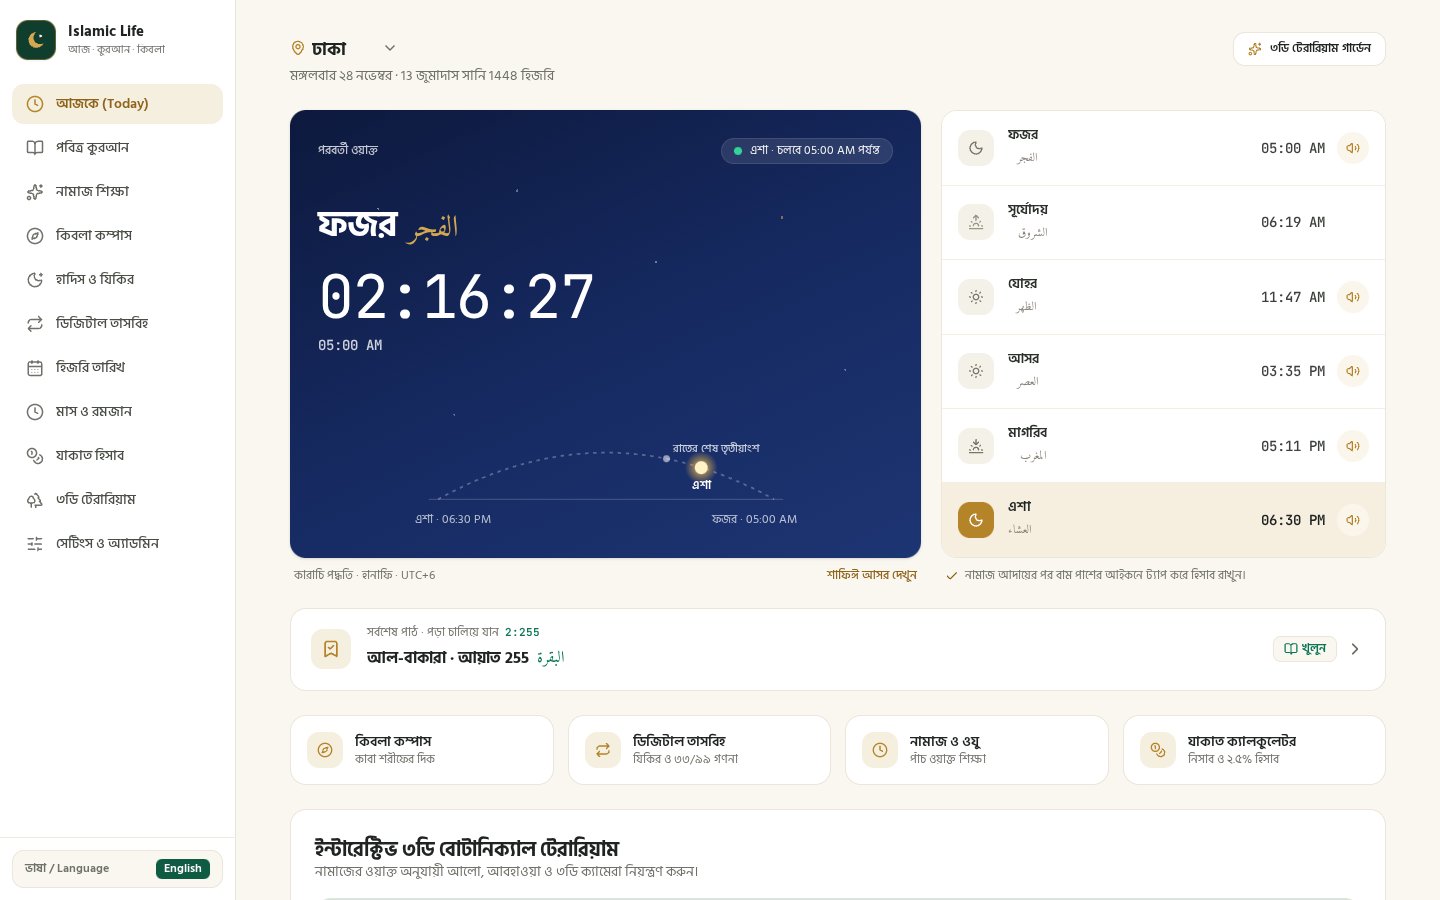 Islamic Life
আজ · কুরআন · কিবলা
আজকে (Today)
পবিত্র কুরআন
নামাজ শিক্ষা
কিবলা কম্পাস
হাদিস ও যিকির
ডিজিটাল তাসবিহ
হিজরি তারিখ
মাস ও রমজান
যাকাত হিসাব
৩ডি টেরারিয়াম
সেটিংস ও অ্যাডমিন
ভাষা / Language
English
ঢাকা
মঙ্গলবার ২৪ নভেম্বর · 13 জুমাদাস সানি 1448 হিজরি
৩ডি টেরারিয়াম গার্ডেন
পরবর্তী ওয়াক্ত
এশা · চলবে 05:00 AM পর্যন্ত
ফজর الفجر
02:16:27
05:00 AM
রাতের শেষ তৃতীয়াংশ
এশা
এশা · 06:30 PM
ফজর · 05:00 AM
কারাচি পদ্ধতি · হানাফি · UTC+6
শাফিঈ আসর দেখুন
ফজর
الفجر
05:00 AM
সূর্যোদয়
الشروق
06:19 AM
যোহর
الظهر
11:47 AM
আসর
العصر
03:35 PM
মাগরিব
المغرب
05:11 PM
এশা
العشاء
06:30 PM
নামাজ আদায়ের পর বাম পাশের আইকনে ট্যাপ করে হিসাব রাখুন।
সর্বশেষ পাঠ · পড়া চালিয়ে যান 2:255
আল-বাকারা · আয়াত 255 البقرة
খুলুন
কিবলা কম্পাস
কাবা শরীফের দিক
ডিজিটাল তাসবিহ
যিকির ও ৩৩/৯৯ গণনা
নামাজ ও ওযু
পাঁচ ওয়াক্ত শিক্ষা
যাকাত ক্যালকুলেটর
নিসাব ও ২.৫% হিসাব
ইন্টারেক্টিভ ৩ডি বোটানিক্যাল টেরারিয়াম
নামাজের ওয়াক্ত অনুযায়ী আলো, আবহাওয়া ও ৩ডি ক্যামেরা নিয়ন্ত্রণ করুন।